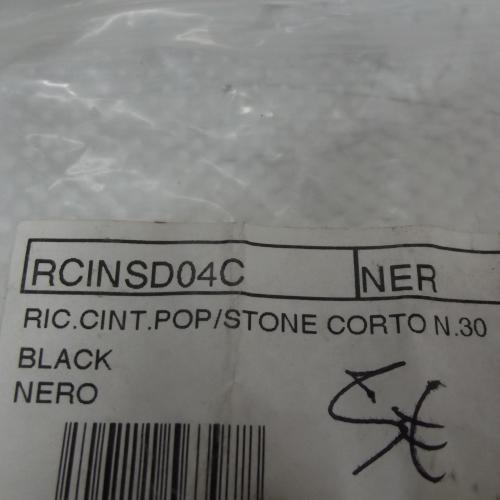 RCINSD04C NER
RIC.CINT.POP/STONE CORTO N.30
BLACK
NERO